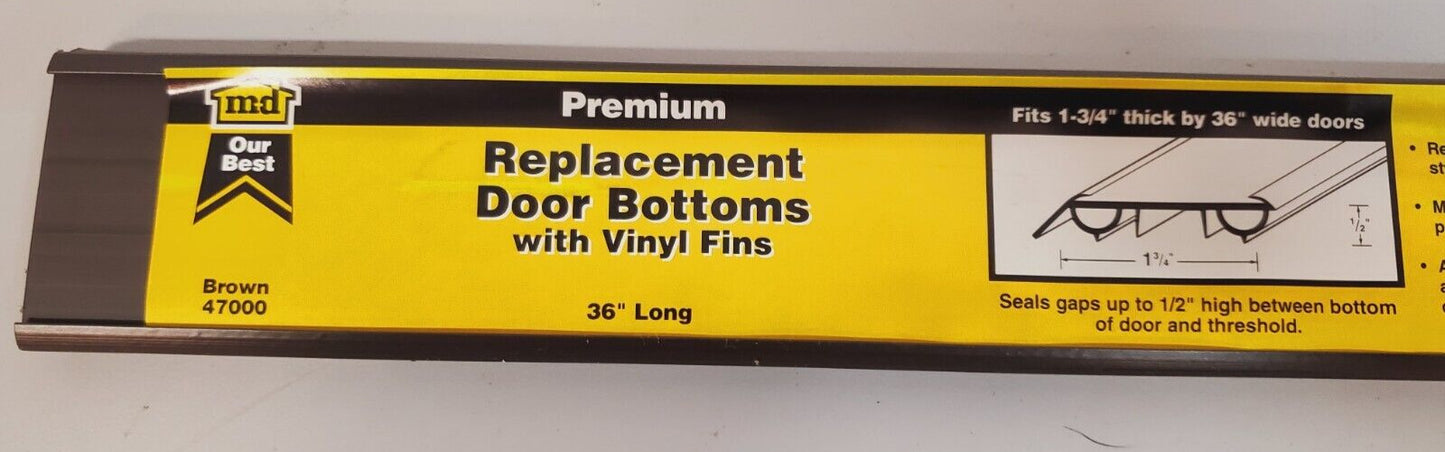 m-d
Our
Best
Brown
47000
Premium
Replacement
Door Bottoms
with Vinyl Fins
36" Long
Fits 1-3/4" thick by 36" wide doors
1/2"
1 3/4"
Seals gaps up to 1/2" high between bottom
of door and threshold.